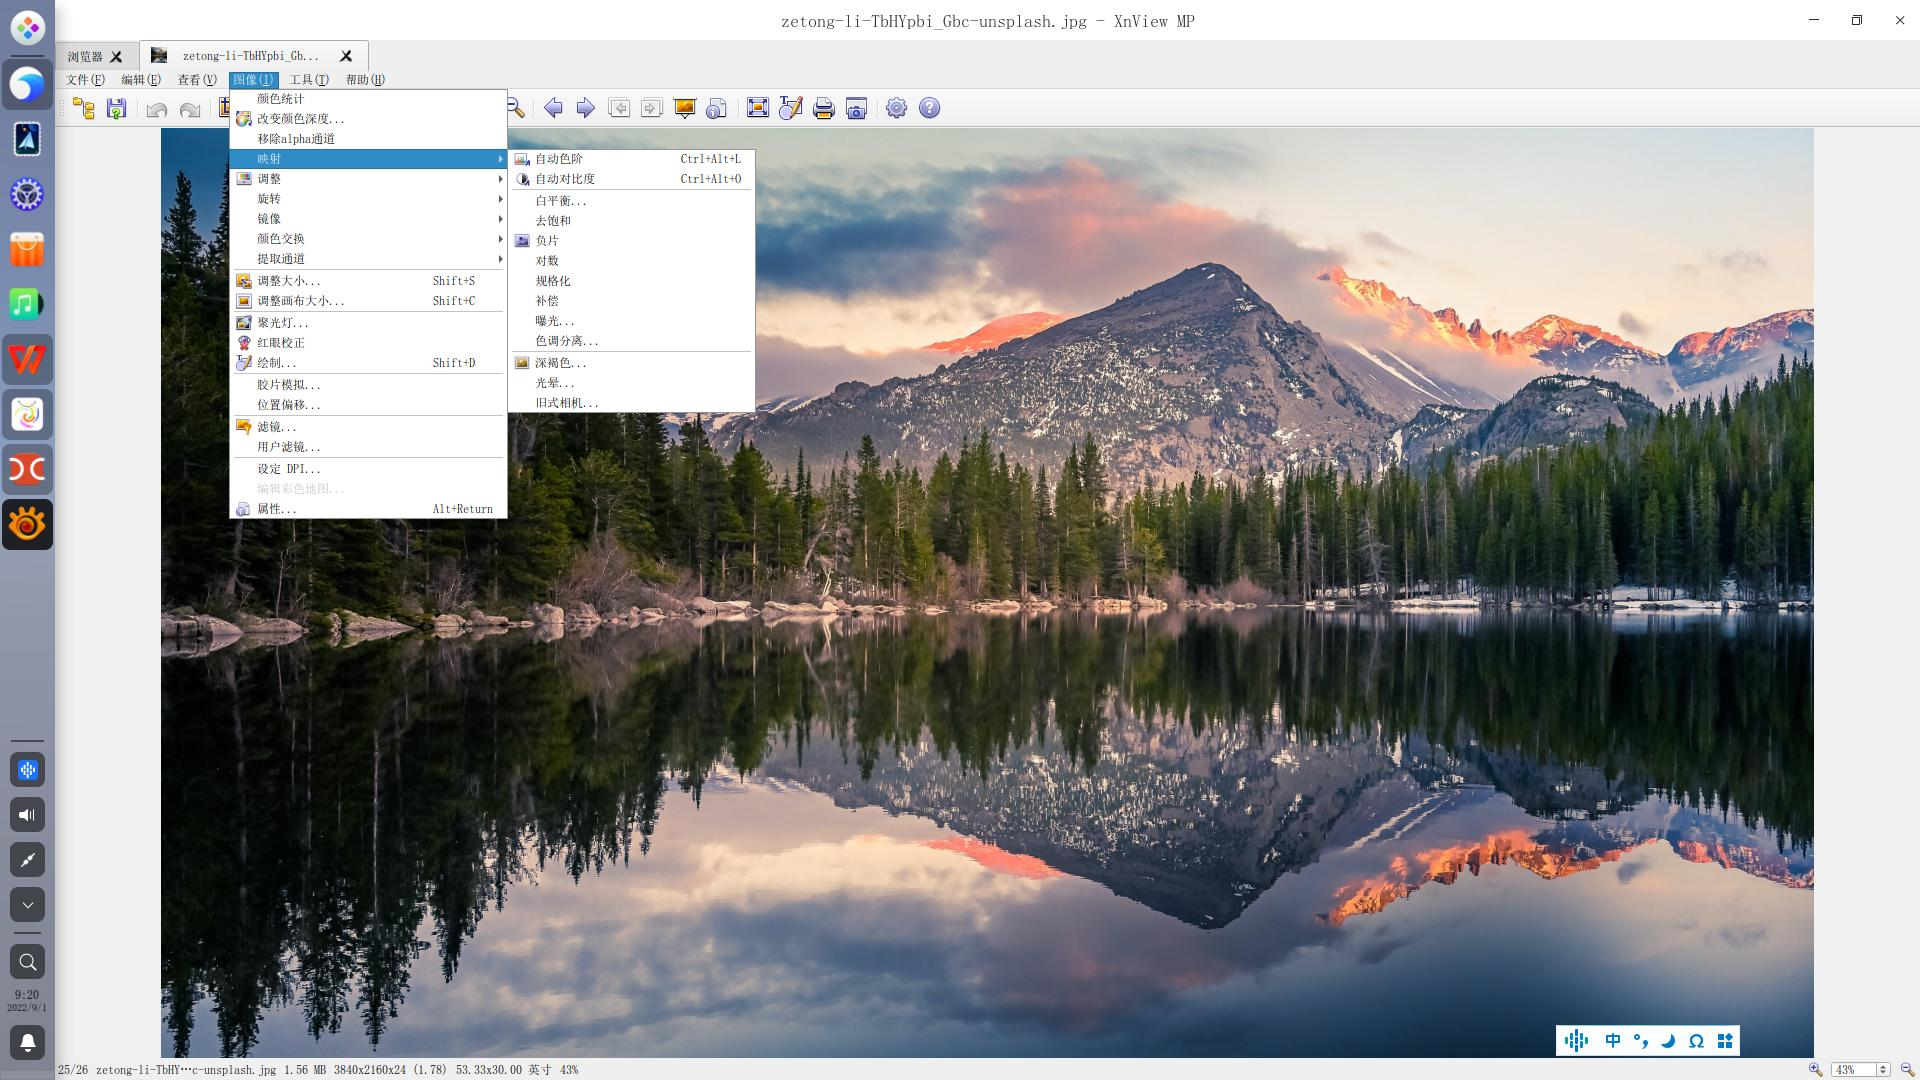 zetong-li-TbHYpbi_Gbc-unsplash.jpg - XnView MP
浏览器 zetong-li-TbHYpbi_Gb...
文件(F) 编辑(E) 查看(V) 图像(I) 工具(T) 帮助(H)
颜色统计
改变颜色深度...
移除alpha通道
映射
调整
旋转
镜像
颜色交换
提取通道
调整大小... Shift+S
调整画布大小... Shift+C
聚光灯...
红眼校正
绘制... Shift+D
胶片模拟...
位置偏移...
滤镜...
用户滤镜...
设定 DPI...
编辑彩色地图...
属性... Alt+Return
自动色阶 Ctrl+Alt+L
自动对比度 Ctrl+Alt+O
白平衡...
去饱和
负片
对数
规格化
补偿
曝光...
色调分离...
深褐色...
光晕...
旧式相机...
9:20
2022/9/1
中 °, Ω
25/26 zetong-li-TbHY…c-unsplash.jpg 1.56 MB 3840x2160x24 (1.78) 53.33x30.00 英寸 43%
43%